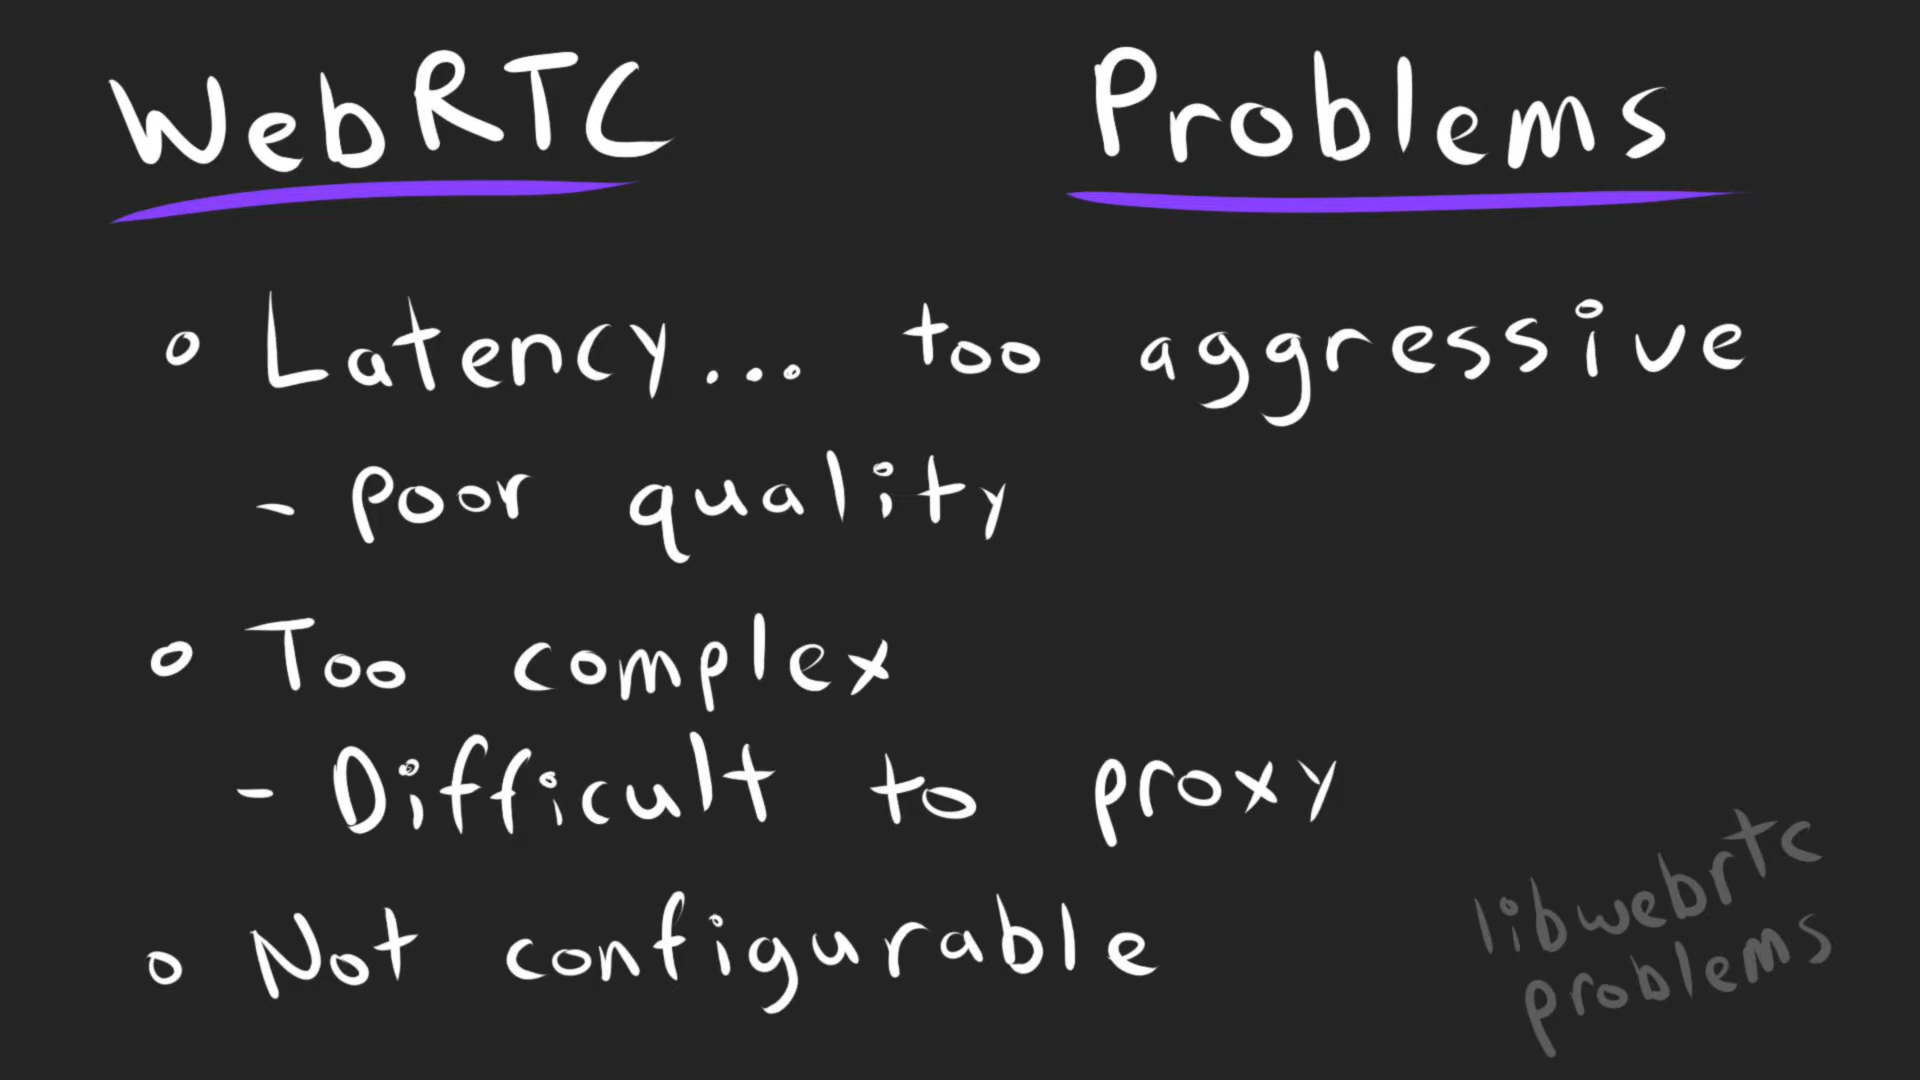 WebRTC Problems
o Latency... too aggressive
- poor quality
o Too complex
- Difficult to proxy
o Not configurable
libwebrtc
problems